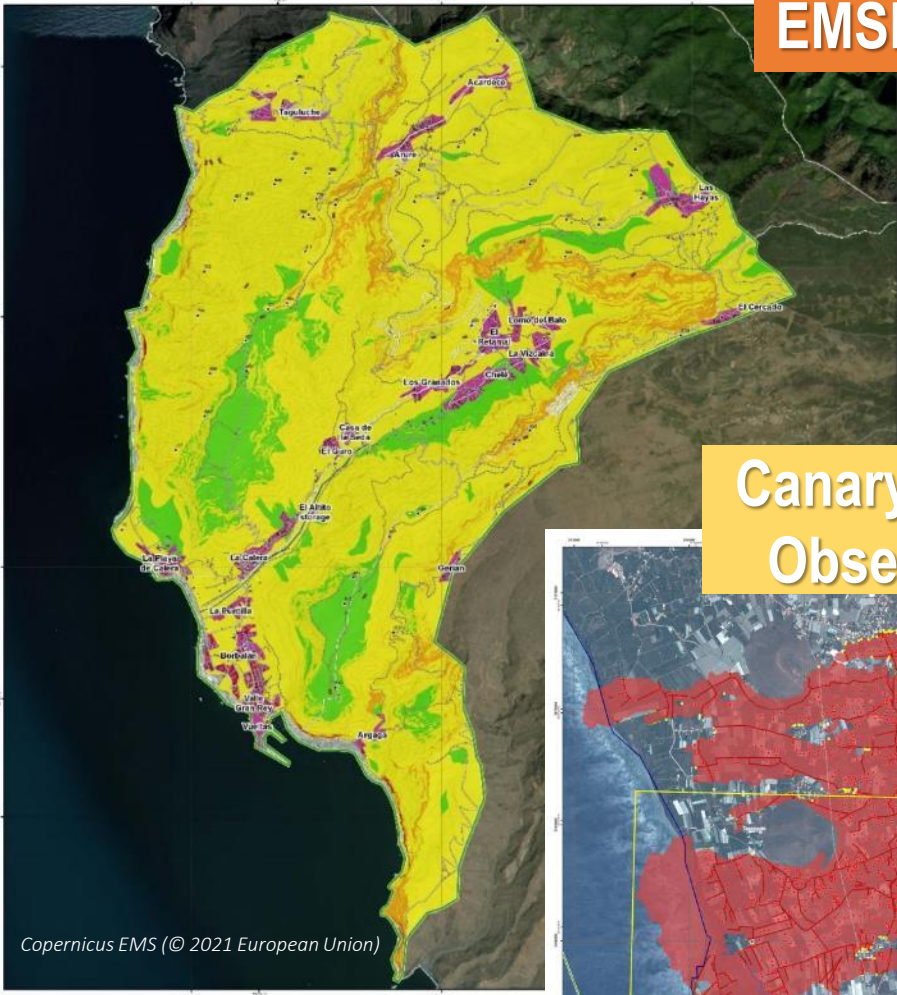 EMS
Canary
Obse
Acardece
Taguluche
Arure
Las
Hayas
El Cercado
Lomo del Balo
El
Retamal
La Vizcaina
Chelé
Los Granados
Casa de
la Seda
El Guro
El Altito
storage
La Playa
de Calera
La Calera
Gerian
La Puntilla
Borbalán
Valle
Gran Rey
Vueltas
Argaga
Copernicus EMS (© 2021 European Union)